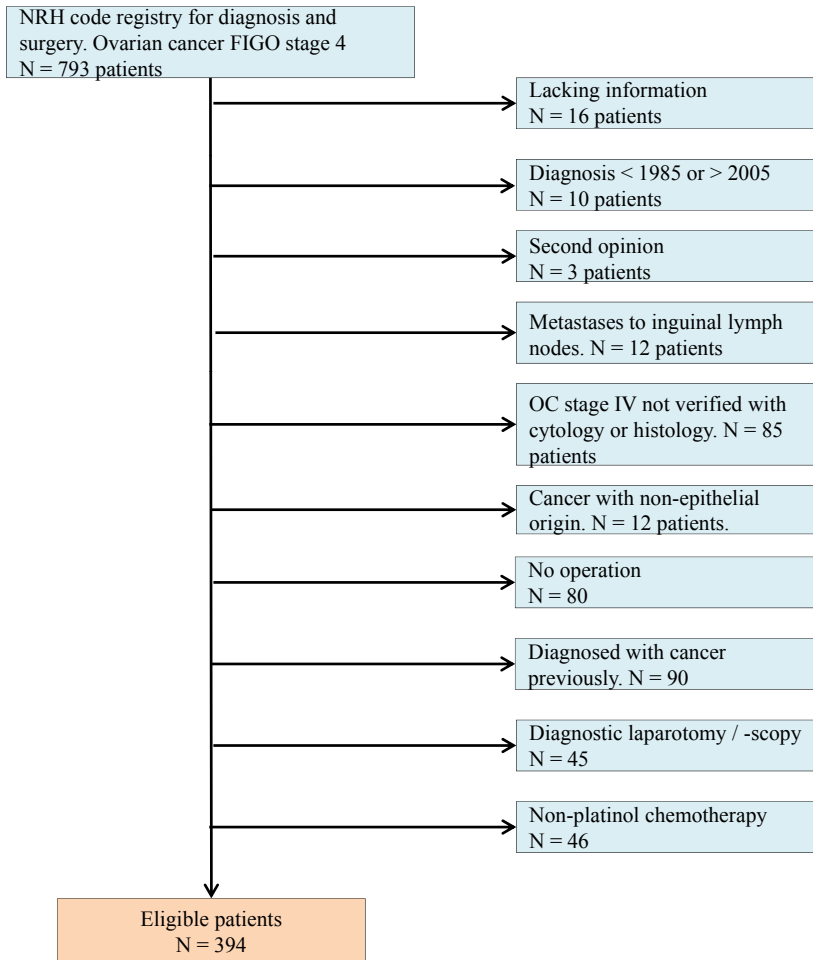 NRH code registry for diagnosis and
surgery. Ovarian cancer FIGO stage 4
N = 793 patients
Lacking information
N = 16 patients
Diagnosis < 1985 or > 2005
N = 10 patients
Second opinion
N = 3 patients
Metastases to inguinal lymph
nodes. N = 12 patients
OC stage IV not verified with
cytology or histology. N = 85
patients
Cancer with non-epithelial
origin. N = 12 patients.
No operation
N = 80
Diagnosed with cancer
previously. N = 90
Diagnostic laparotomy / -scopy
N = 45
Non-platinol chemotherapy
N = 46
Eligible patients
N = 394